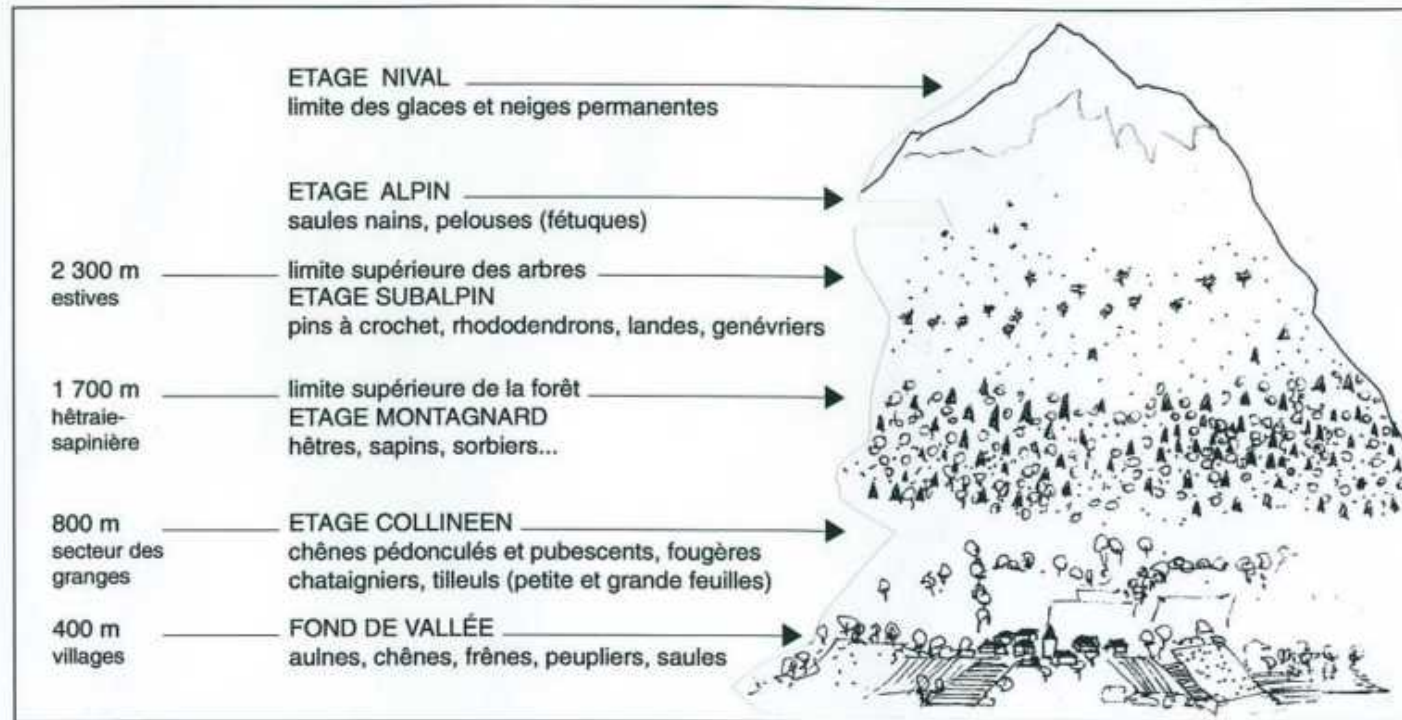 ETAGE NIVAL
limite des glaces et neiges permanentes
ETAGE ALPIN
saules nains, pelouses (fétuques)
2 300 m
estives
limite supérieure des arbres
ETAGE SUBALPIN
pins à crochet, rhododendrons, landes, genévriers
1 700 m
hêtraie-
sapinière
limite supérieure de la forêt
ETAGE MONTAGNARD
hêtres, sapins, sorbiers...
800 m
secteur des
granges
ETAGE COLLINEEN
chênes pédonculés et pubescents, fougères
chataigniers, tilleuls (petite et grande feuilles)
400 m
villages
FOND DE VALLÉE
aulnes, chênes, frênes, peupliers, saules